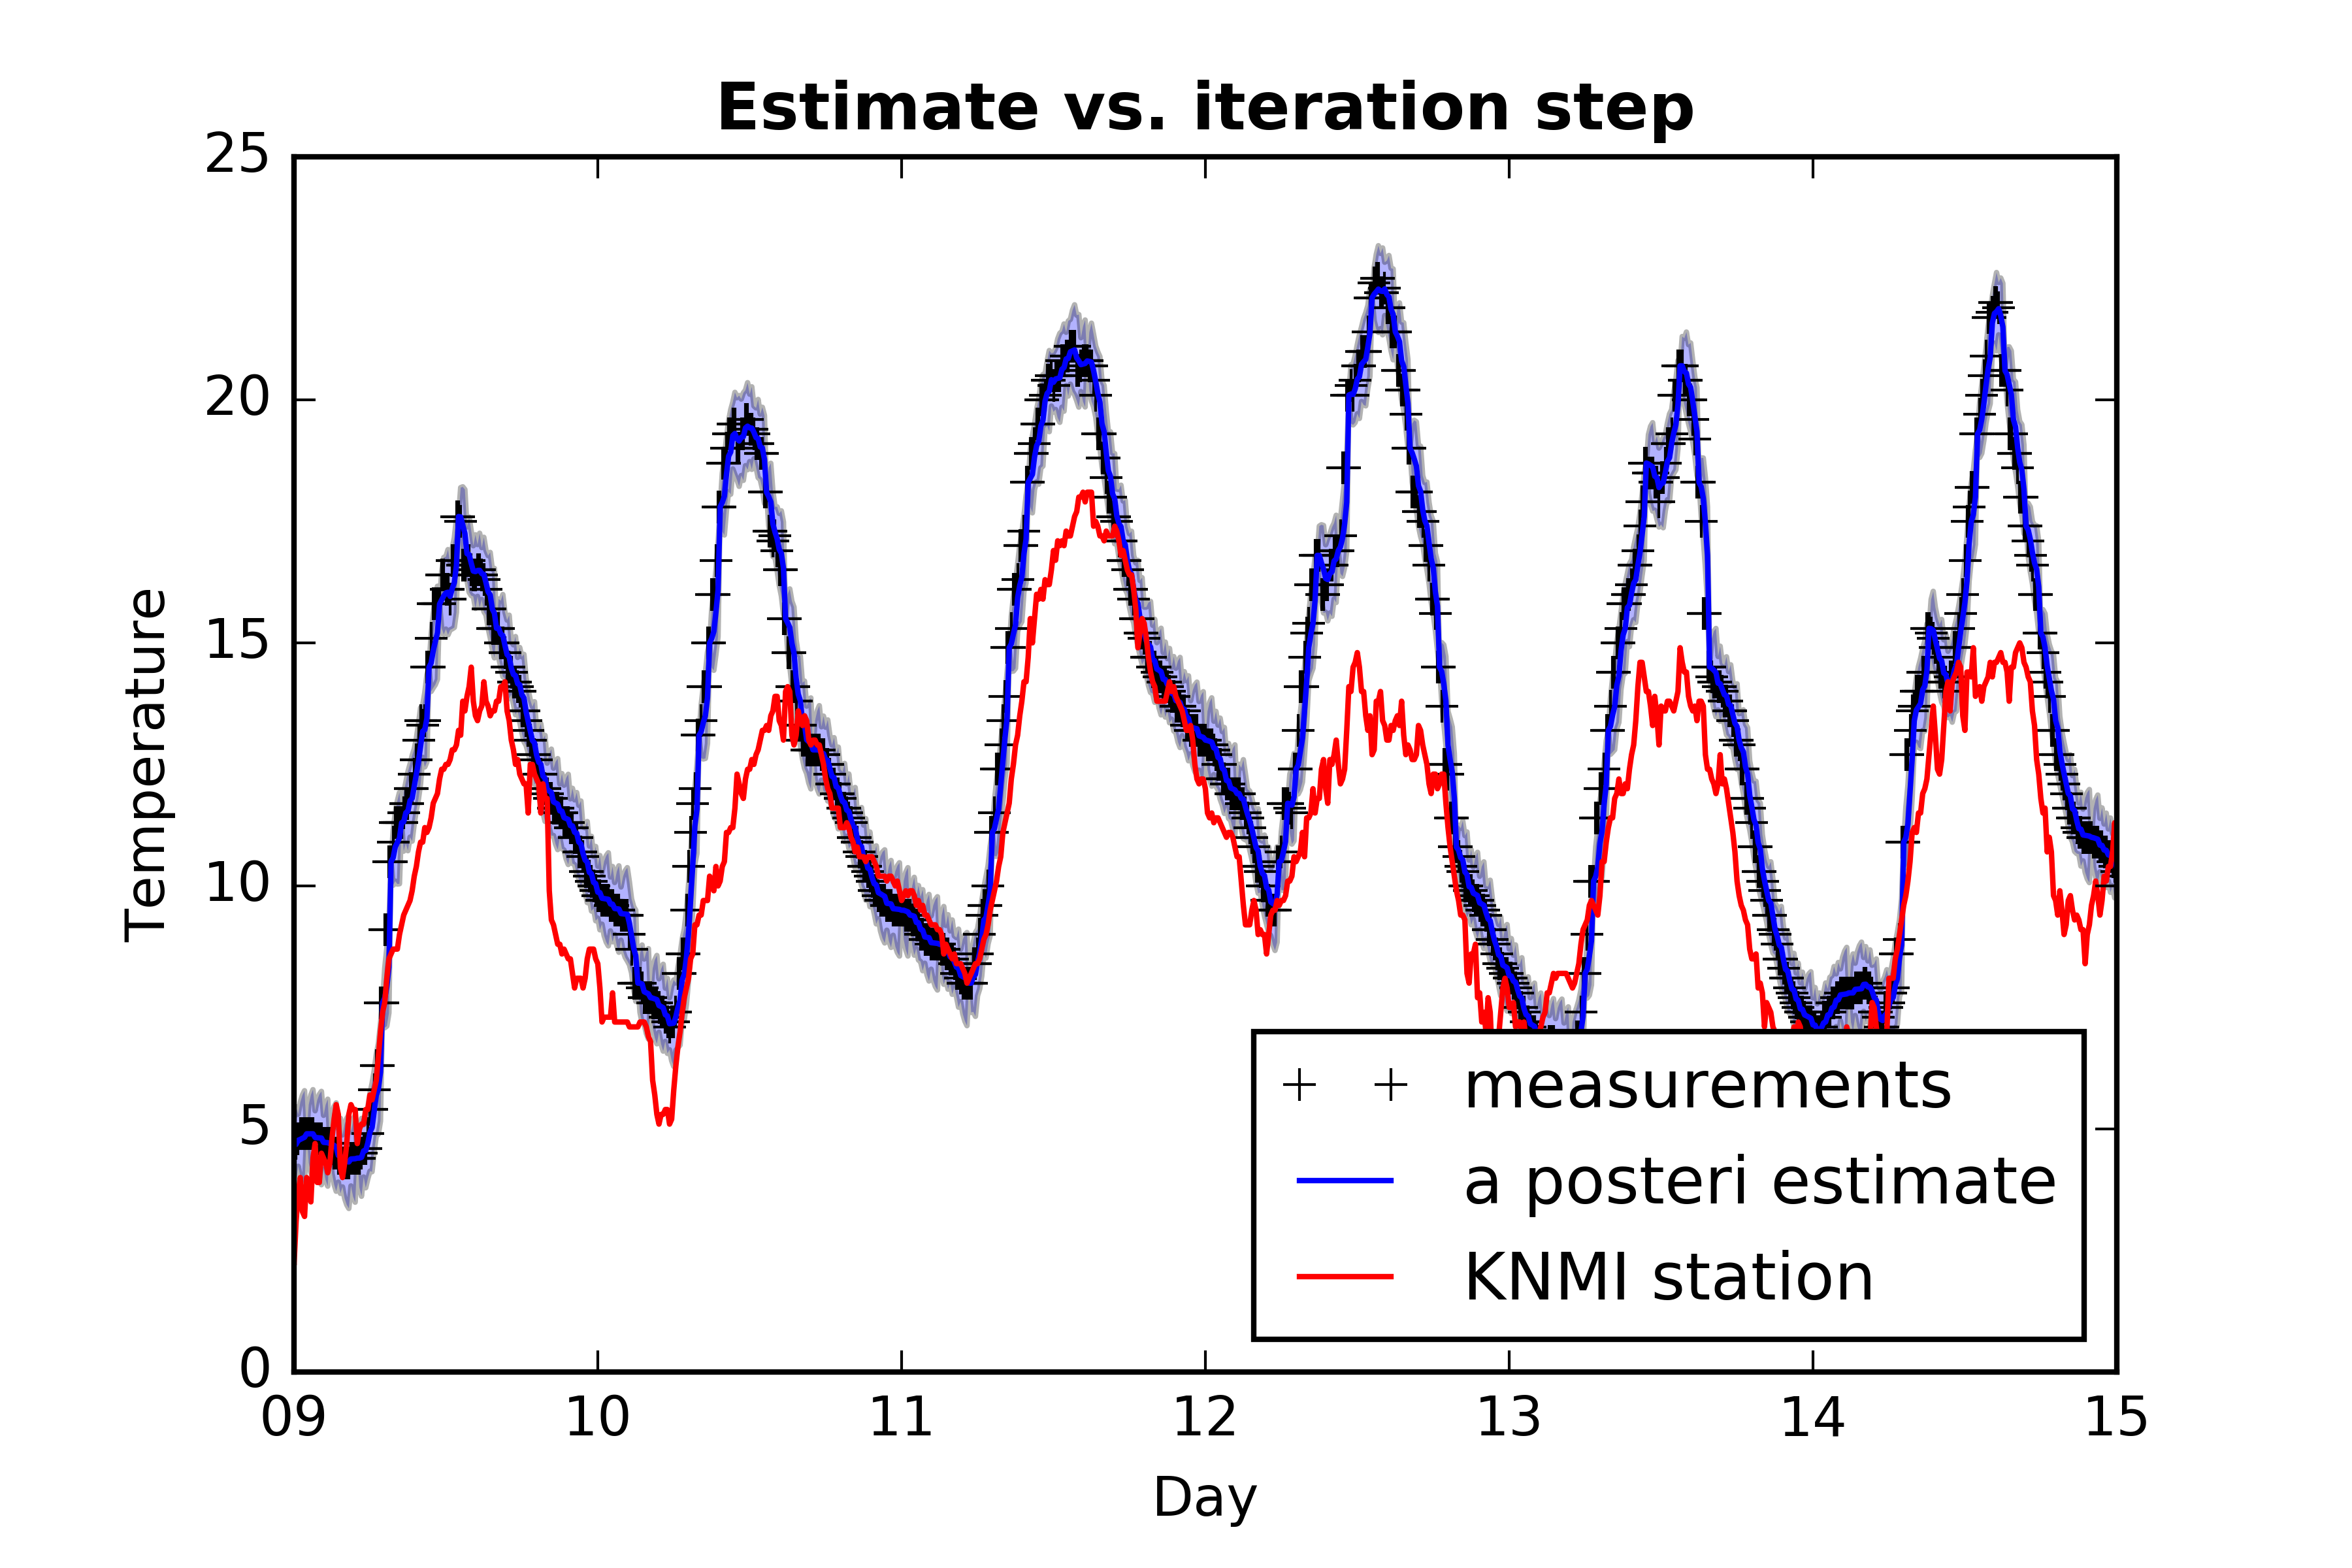 Estimate vs. iteration step
25
20
15
10
5
0
Temperature
measurements
a posteri estimate
KNMI station
09 10 11 12 13 14 15
Day